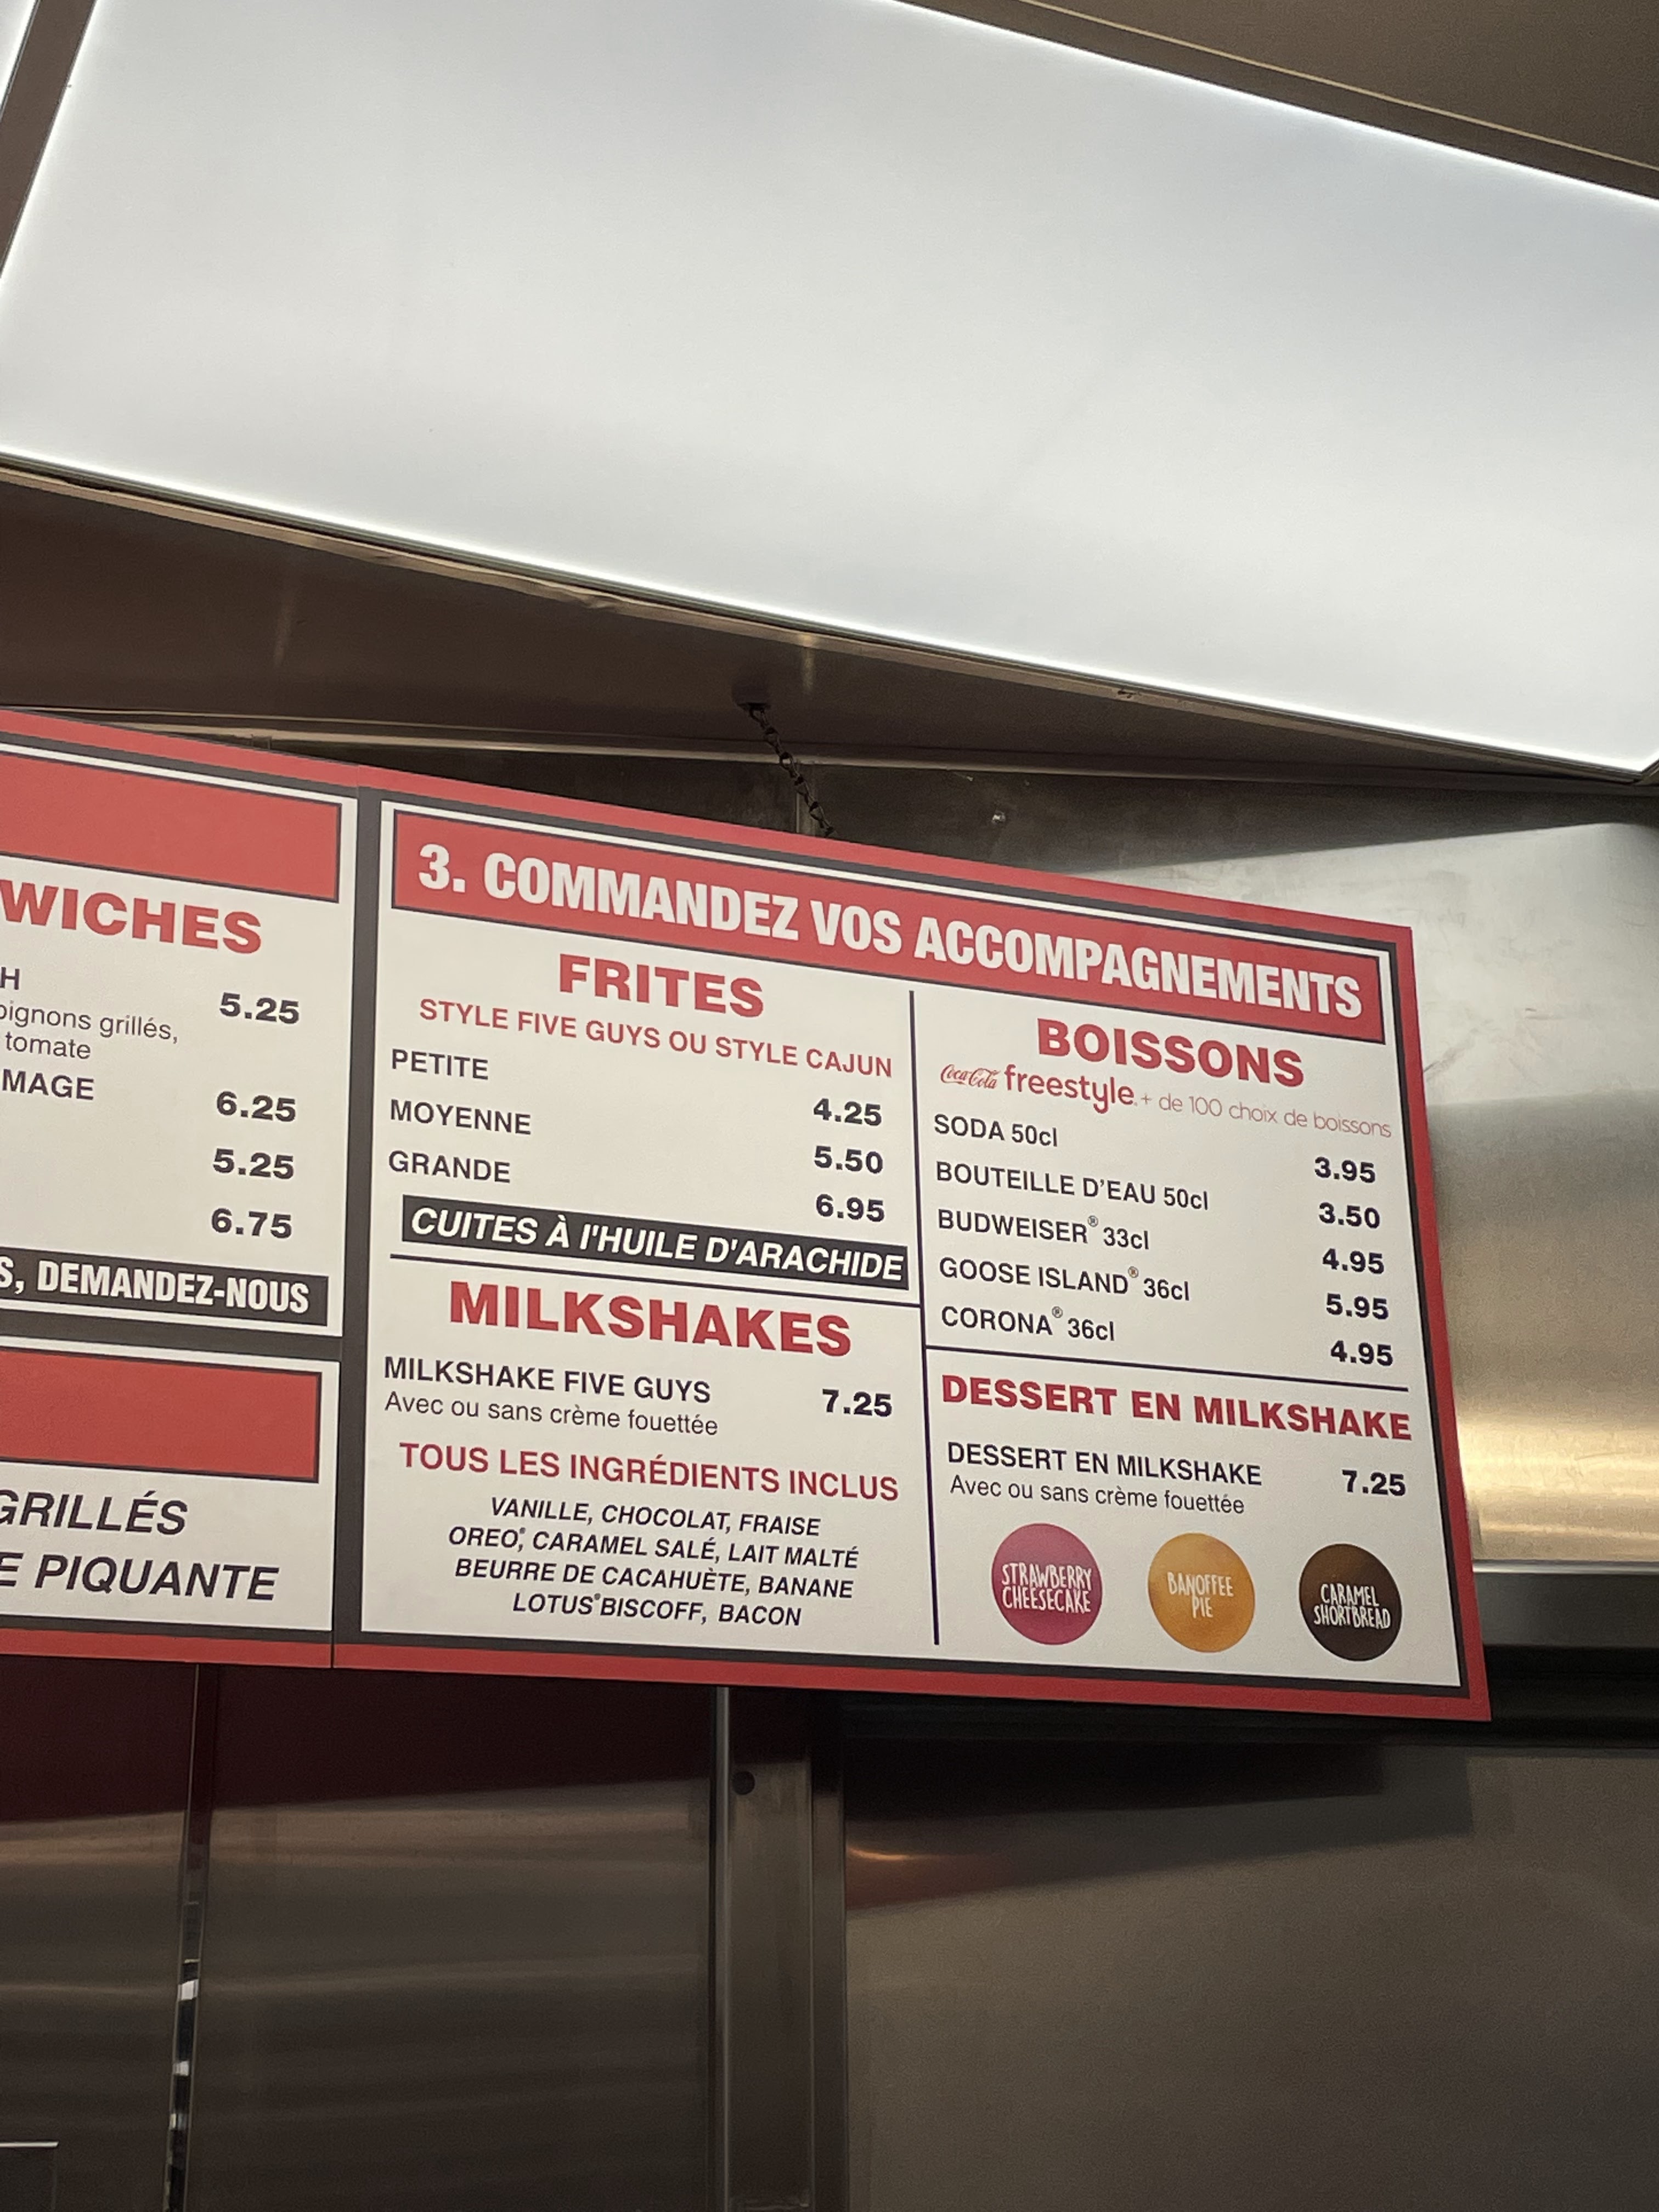 WICHES
H
5.25
oignons grillés,
tomate
MAGE
6.25
5.25
6.75
S, DEMANDEZ-NOUS
GRILLÉS
E PIQUANTE
3. COMMANDEZ VOS ACCOMPAGNEMENTS
FRITES
STYLE FIVE GUYS OU STYLE CAJUN
PETITE 4.25
MOYENNE 5.50
GRANDE 6.95
CUITES À l'HUILE D'ARACHIDE
MILKSHAKES
MILKSHAKE FIVE GUYS 7.25
Avec ou sans crème fouettée
TOUS LES INGRÉDIENTS INCLUS
VANILLE, CHOCOLAT, FRAISE
OREO®, CARAMEL SALÉ, LAIT MALTÉ
BEURRE DE CACAHUÈTE, BANANE
LOTUS® BISCOFF, BACON
BOISSONS
Coca-Cola freestyle. + de 100 choix de boissons
SODA 50cl 3.95
BOUTEILLE D'EAU 50cl 3.50
BUDWEISER® 33cl 4.95
GOOSE ISLAND® 36cl 5.95
CORONA® 36cl 4.95
DESSERT EN MILKSHAKE
DESSERT EN MILKSHAKE 7.25
Avec ou sans crème fouettée
STRAWBERRY
CHEESECAKE
BANOFFEE
PIE
CARAMEL
SHORTBREAD